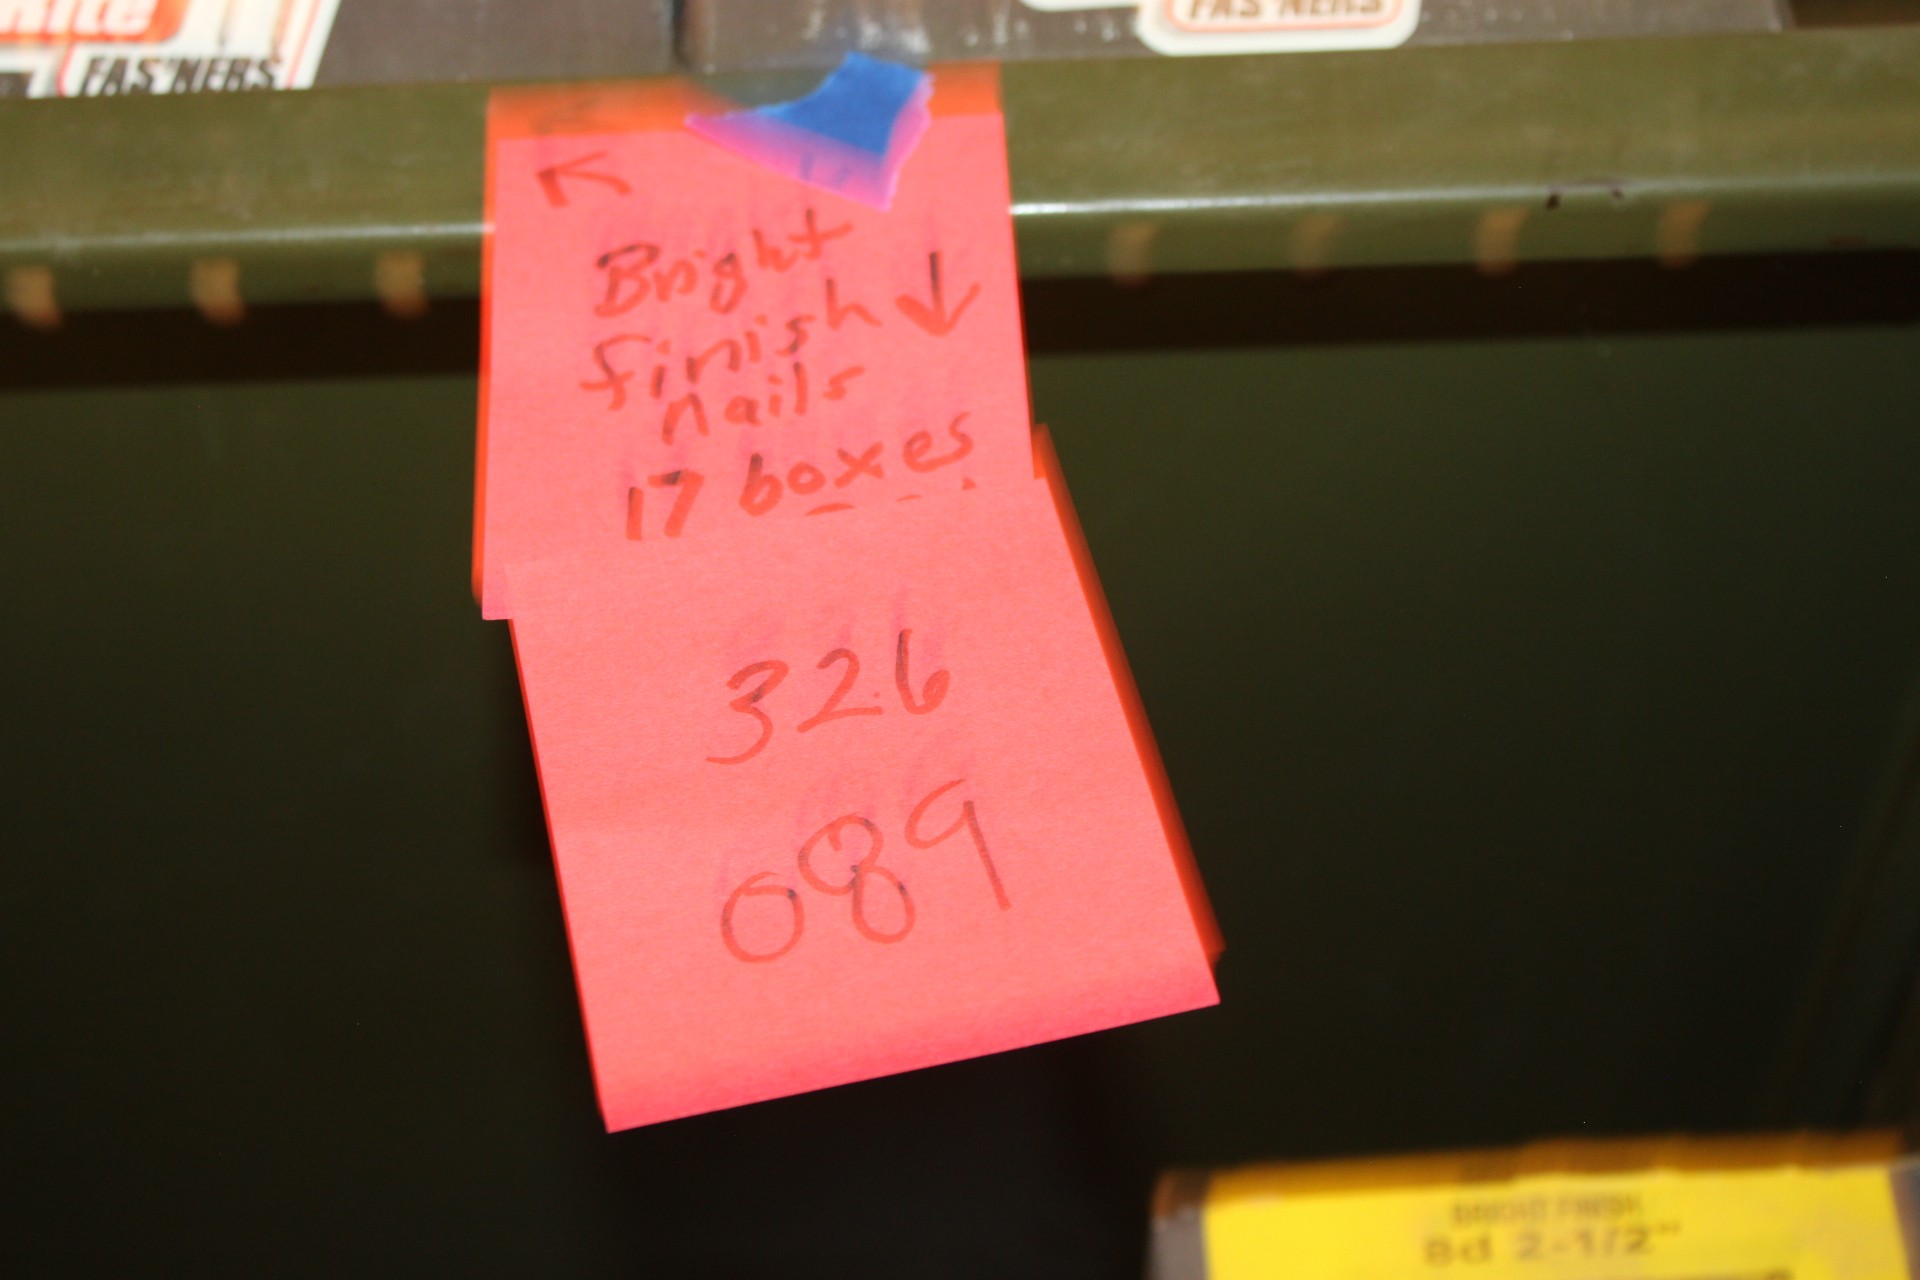 FAS'NERS
FAS'NERS
Bright
finish
nails
17 boxes
326
089
BRIGHT FINISH
8d 2-1/2"